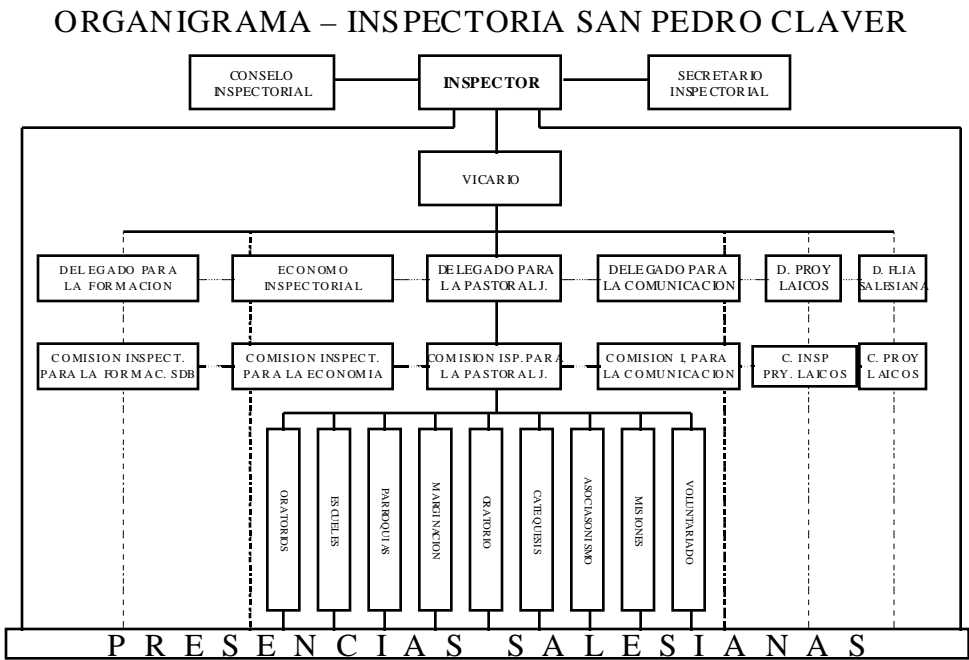 ORGANIGRAMA – INSPECTORIA SAN PEDRO CLAVER
CONSELO
INSPECTORIAL
INSPECTOR
SECRETARIO
INSPECTORIAL
VICARIO
DELEGADO PARA
LA FORMACION
ECONOMO
INSPECTORIAL
DELEGADO PARA
LA PASTORAL J.
DELEGADO PARA
LA COMUNICACION
D. PROY
LAICOS
D. FLIA
SALESIANA
COMISION INSPECT.
PARA LA FORMAC. SDB
COMISION INSPECT.
PARA LA ECONOMIA
COMISION ISP. PARA
LA PASTORAL J.
COMISION I, PARA
LA COMUNICACION
C. INSP
PRY. LAICOS
C. PROY
LAICOS
ORATORIOS
ESCUELES
PARROQUIAS
MARGINACION
ORATORIO
CATEQUESIS
ASOCIASONISMO
MISIONES
VOLUNTARIADO
PRESENCIAS SALESIANAS